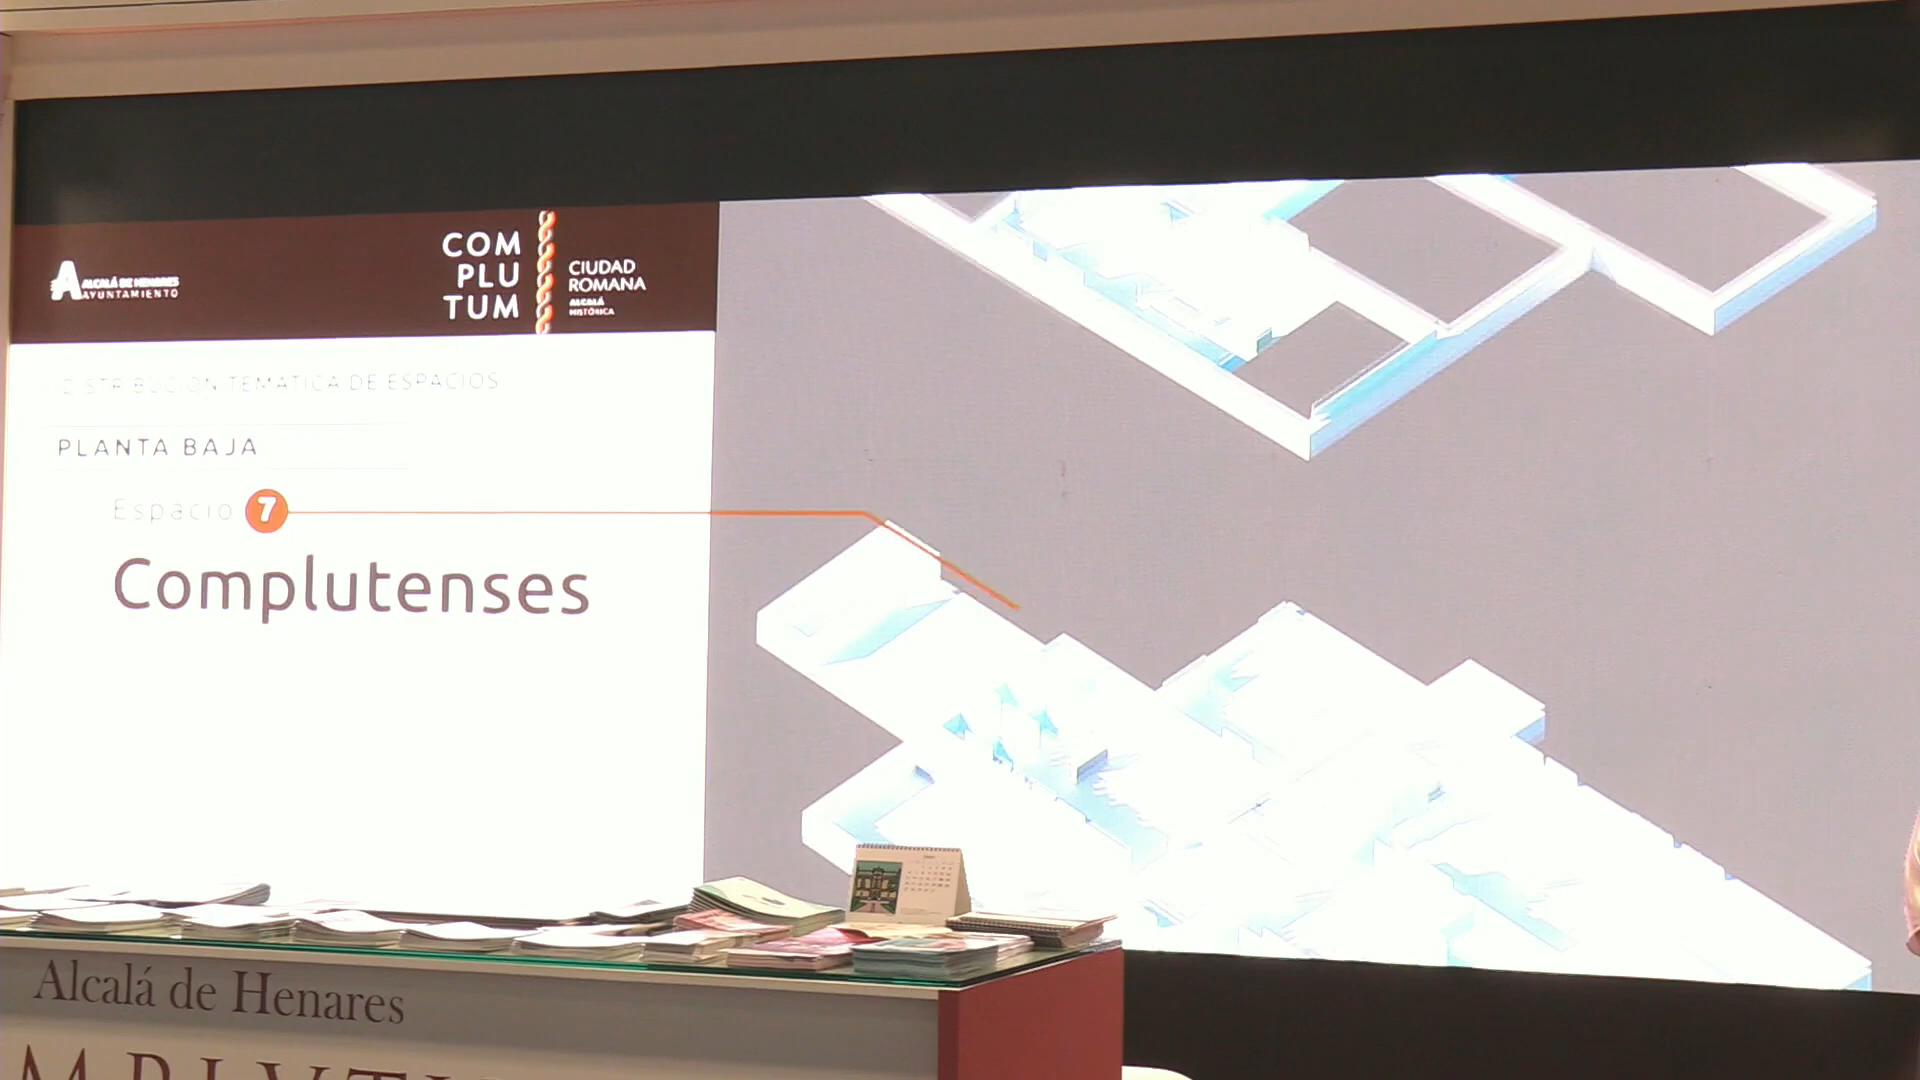 ALCALÁ DE HENARES
AYUNTAMIENTO
COM
PLU
TUM
CIUDAD
ROMANA
ALCALÁ
HISTÓRICA
DISTRIBUCIÓN TEMÁTICA DE ESPACIOS
PLANTA BAJA
Espacio 7
Complutenses
Alcalá de Henares